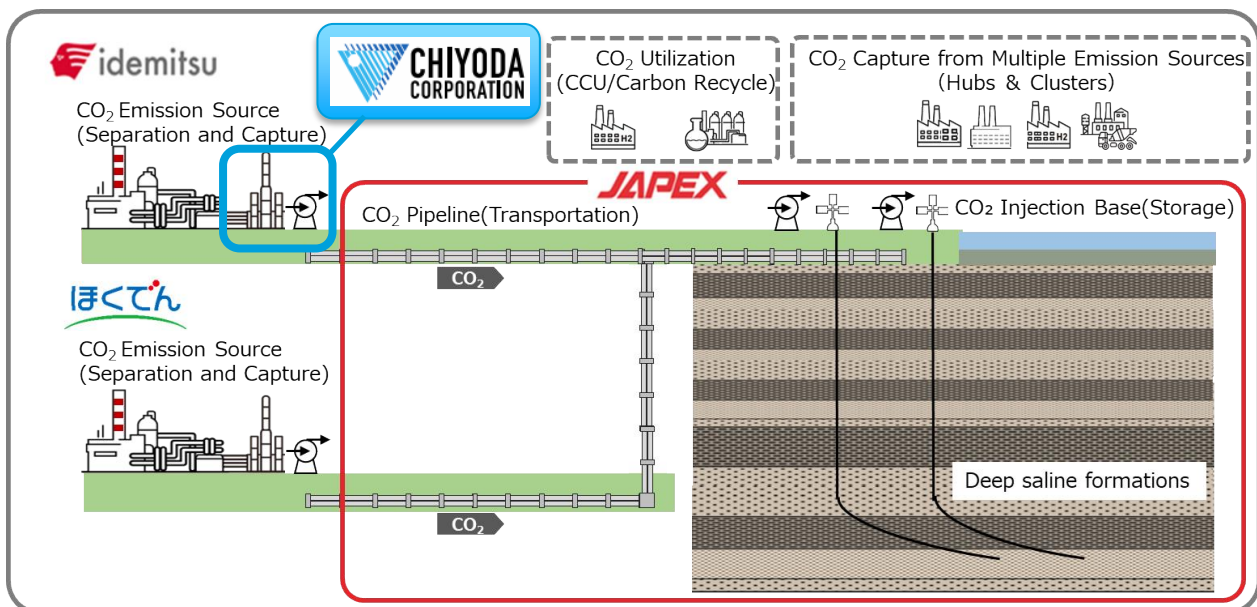 idemitsu
CO₂ Emission Source
(Separation and Capture)
CHIYODA
CORPORATION
CO₂ Utilization
(CCU/Carbon Recycle)
H2
CO₂ Capture from Multiple Emission Sources
(Hubs & Clusters)
H2
JAPEX
CO₂ Pipeline(Transportation)
CO₂ Injection Base(Storage)
CO₂
ほくでん
CO₂ Emission Source
(Separation and Capture)
Deep saline formations
CO₂